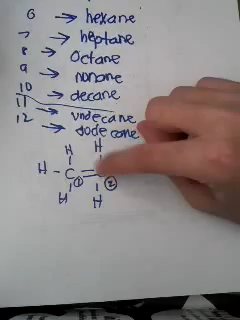 6 → hexane
7 → heptane
8 → Octane
9 → nonane
10 → decane
11 → undecane
12 → dodecane
H H
H - C ① = ②
H H